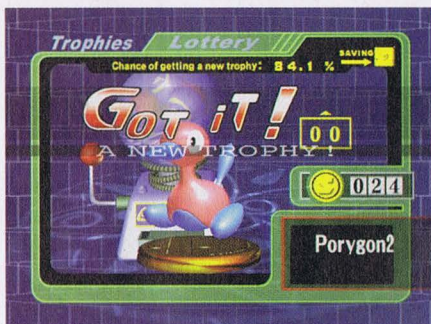 Trophies Lottery
Chance of getting a new trophy: 84.1 %
SAVING
GOT iT!
A NEW TROPHY!
00
024
Porygon2